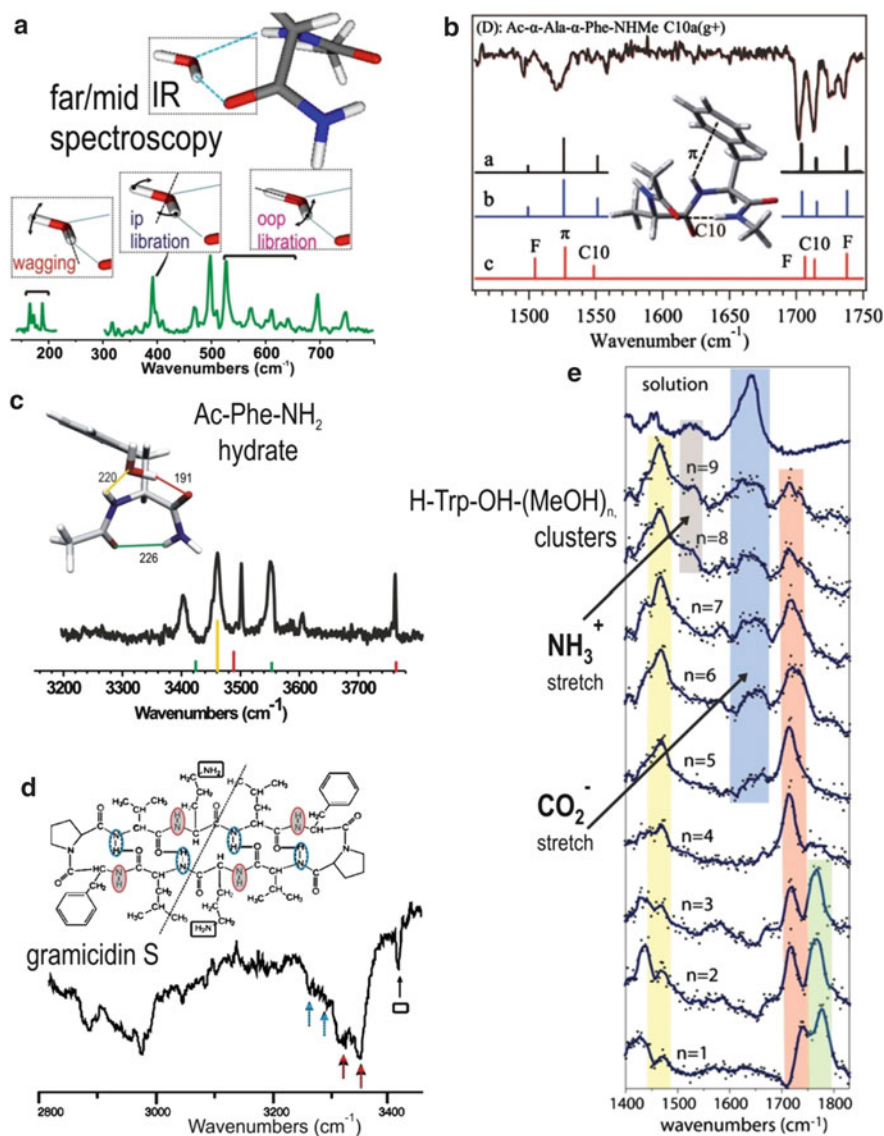 a
far/mid IR
spectroscopy
wagging
ip
libration
oop
libration
200 300 400 500 600 700
Wavenumbers (cm-1)
b
(D): Ac-α-Ala-α-Phe-NHMe C10a(g+)
π
C10
a
b
c
F
π
C10
F
C10
F
1500 1550 1600 1650 1700 1750
Wavenumber (cm-1)
c
Ac-Phe-NH2
hydrate
220
191
226
3200 3300 3400 3500 3600 3700
Wavenumbers (cm-1)
d
gramicidin S
2800 3000 3200 3400
Wavenumbers (cm-1)
e
solution
n=9
n=8
n=7
n=6
n=5
n=4
n=3
n=2
n=1
H-Trp-OH-(MeOH)n,
clusters
NH3+
stretch
CO2-
stretch
1400 1500 1600 1700 1800
wavenumbers (cm-1)